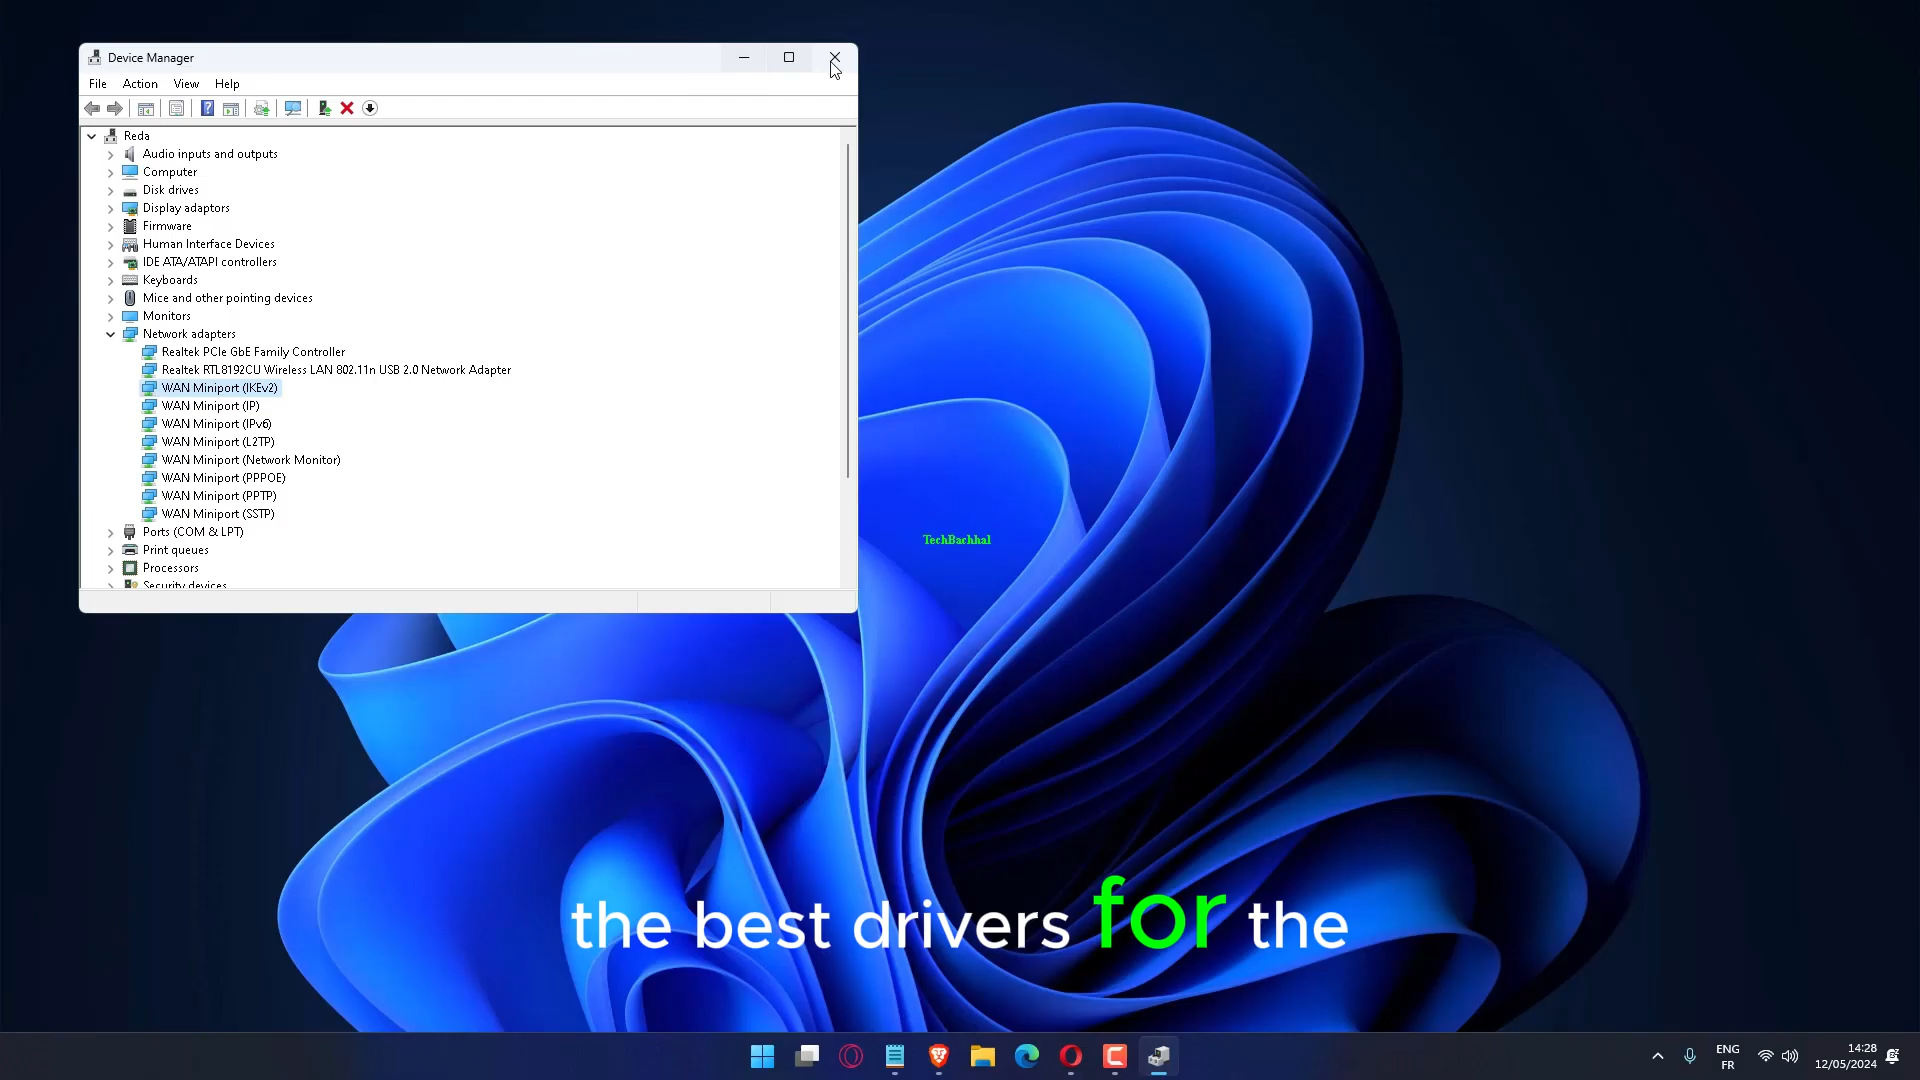 Device Manager
File Action View Help
Reda
Audio inputs and outputs
Computer
Disk drives
Display adaptors
Firmware
Human Interface Devices
IDE ATA/ATAPI controllers
Keyboards
Mice and other pointing devices
Monitors
Network adapters
Realtek PCIe GbE Family Controller
Realtek RTL8192CU Wireless LAN 802.11n USB 2.0 Network Adapter
WAN Miniport (IKEv2)
WAN Miniport (IP)
WAN Miniport (IPv6)
WAN Miniport (L2TP)
WAN Miniport (Network Monitor)
WAN Miniport (PPPOE)
WAN Miniport (PPTP)
WAN Miniport (SSTP)
Ports (COM & LPT)
Print queues
Processors
Security devices
TechBachhal
the best drivers for the
ENG
FR
14:28
12/05/2024